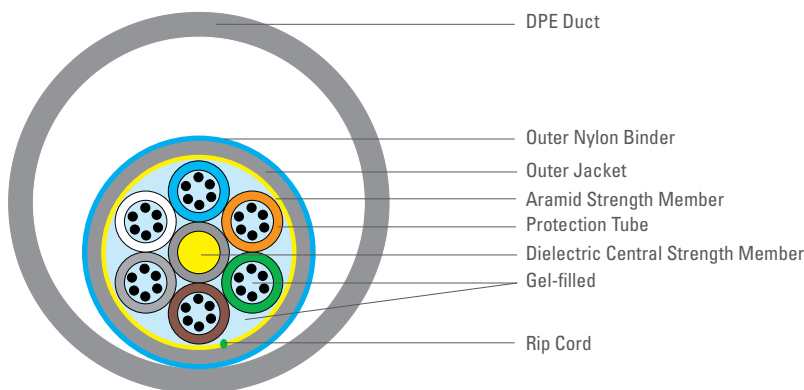 DPE Duct
Outer Nylon Binder
Outer Jacket
Aramid Strength Member
Protection Tube
Dielectric Central Strength Member
Gel-filled
Rip Cord